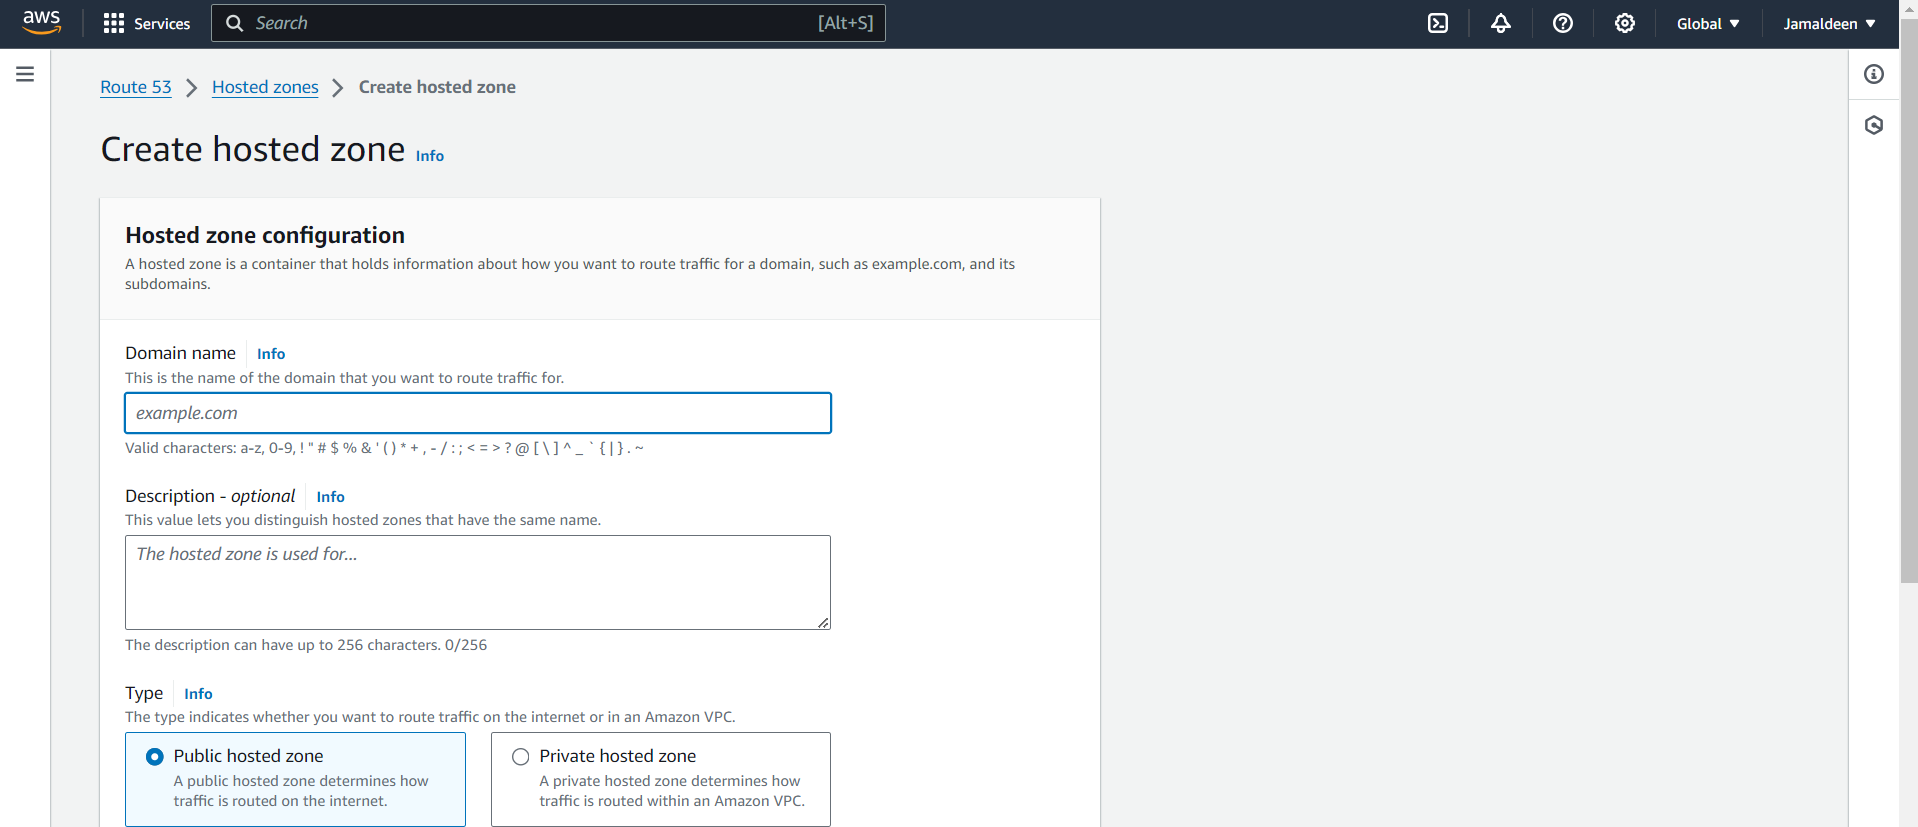 aws Services Search [Alt+S] Global Jamaldeen
Route 53 Hosted zones Create hosted zone
Create hosted zone Info
Hosted zone configuration
A hosted zone is a container that holds information about how you want to route traffic for a domain, such as example.com, and its
subdomains.
Domain name Info
This is the name of the domain that you want to route traffic for.
example.com
Valid characters: a-z, 0-9, ! " # $ % & ' ( ) * + , - / : ; < = > ? @ [ \ ] ^ _ ` { | } . ~
Description - optional Info
This value lets you distinguish hosted zones that have the same name.
The hosted zone is used for...
The description can have up to 256 characters. 0/256
Type Info
The type indicates whether you want to route traffic on the internet or in an Amazon VPC.
Public hosted zone
A public hosted zone determines how
traffic is routed on the internet.
Private hosted zone
A private hosted zone determines how
traffic is routed within an Amazon VPC.